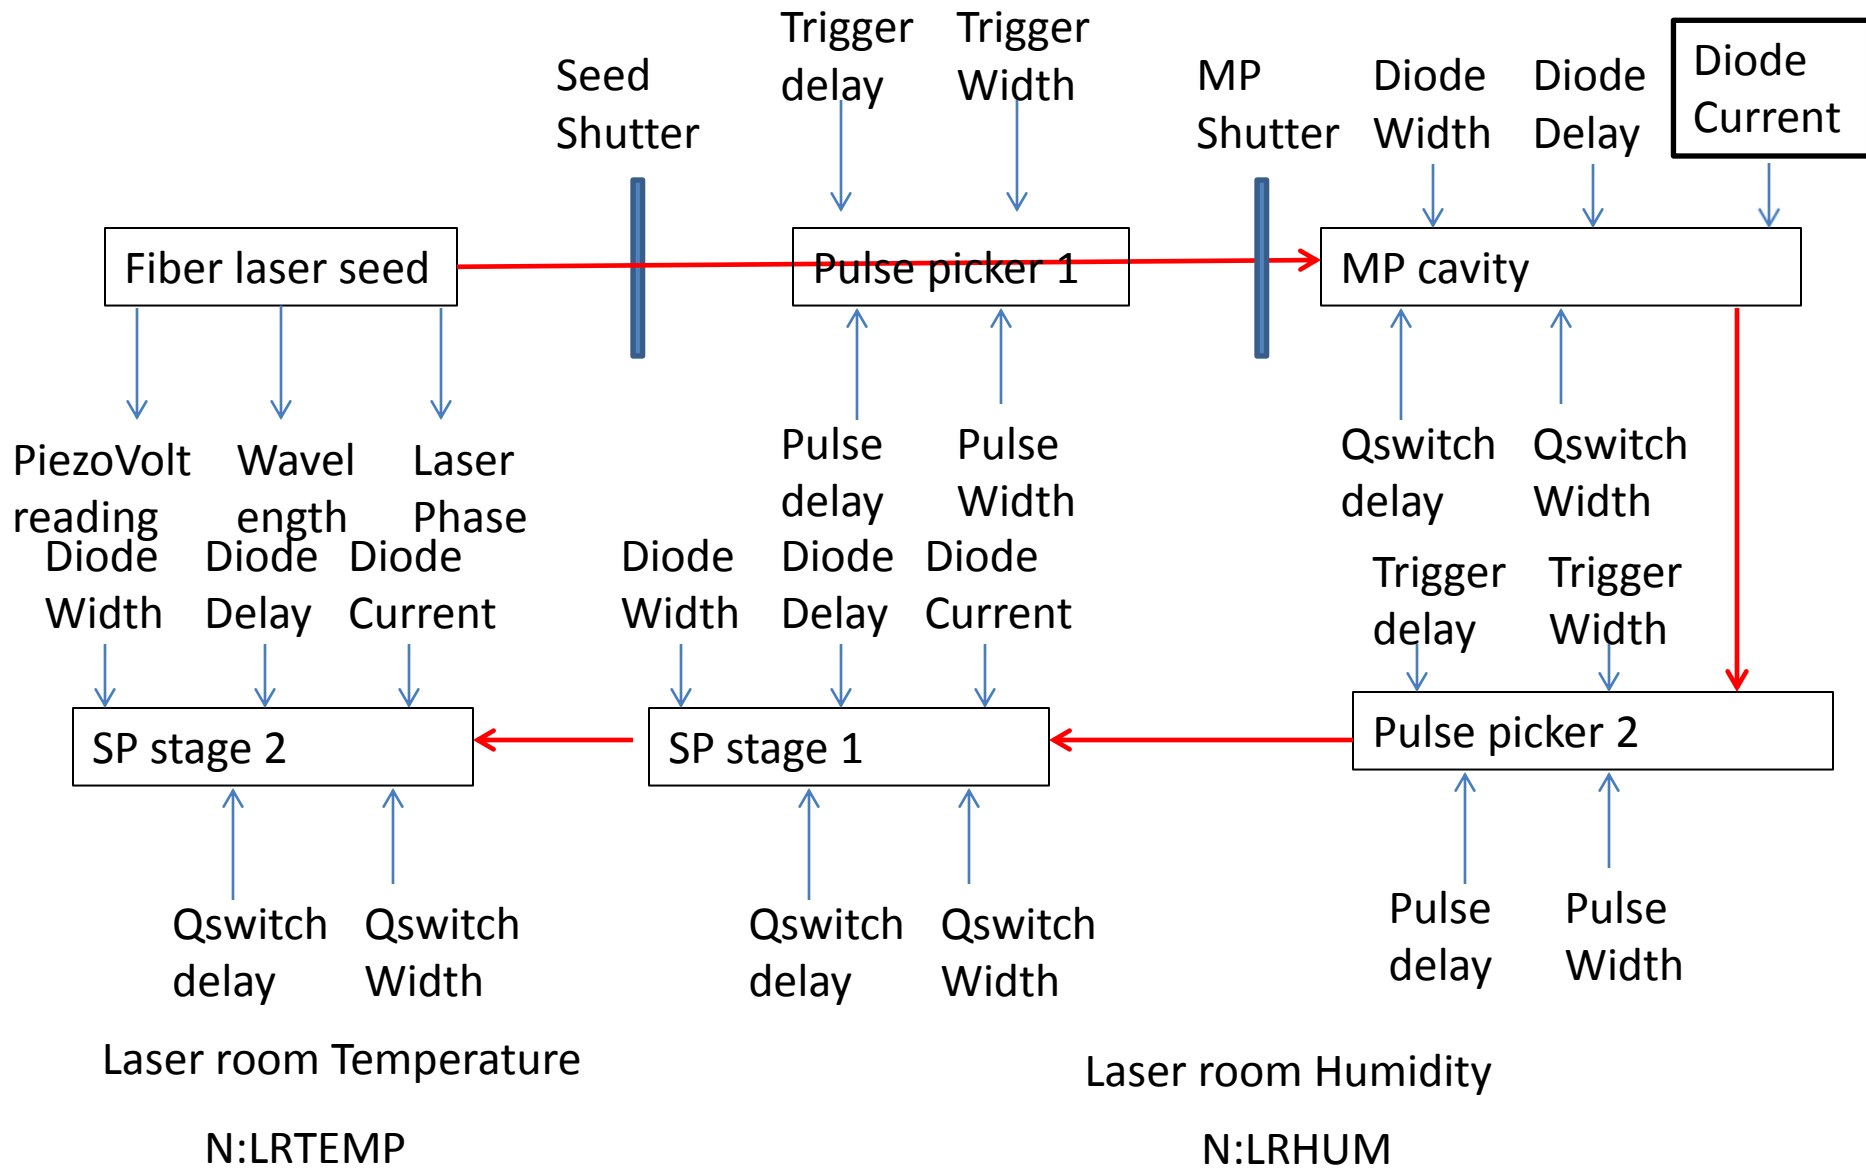 Trigger
delay
Trigger
Width
Seed
Shutter
MP
Shutter
Diode
Width
Diode
Delay
Diode
Current
Fiber laser seed
Pulse picker 1
MP cavity
PiezoVolt
reading
Wavel
ength
Laser
Phase
Pulse
delay
Pulse
Width
Qswitch
delay
Qswitch
Width
Diode
Width
Diode
Delay
Diode
Current
Diode
Width
Diode
Delay
Diode
Current
Trigger
delay
Trigger
Width
SP stage 2
SP stage 1
Pulse picker 2
Qswitch
delay
Qswitch
Width
Qswitch
delay
Qswitch
Width
Pulse
delay
Pulse
Width
Laser room Temperature
Laser room Humidity
N:LRTEMP
N:LRHUM